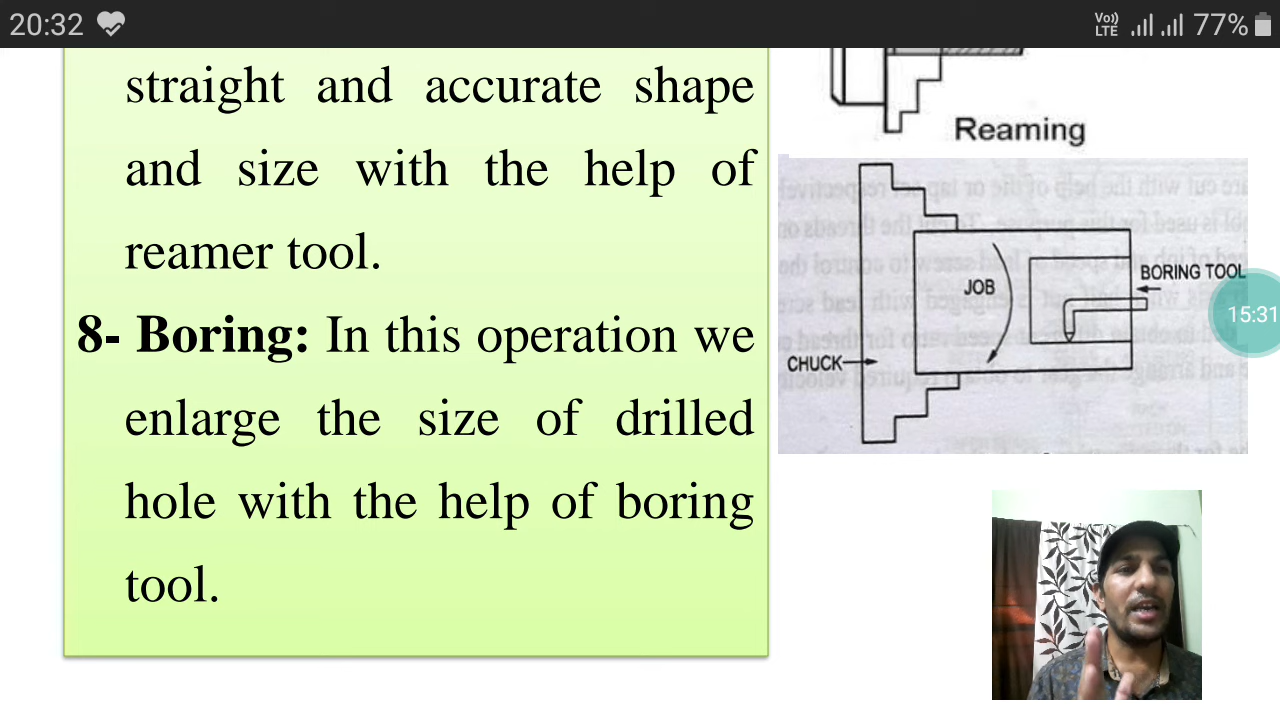 20:32
Vo))
LTE
77%
straight and accurate shape
and size with the help of
reamer tool.
8- Boring: In this operation we
enlarge the size of drilled
hole with the help of boring
tool.
Reaming
BORING TOOL
JOB
CHUCK
15:31